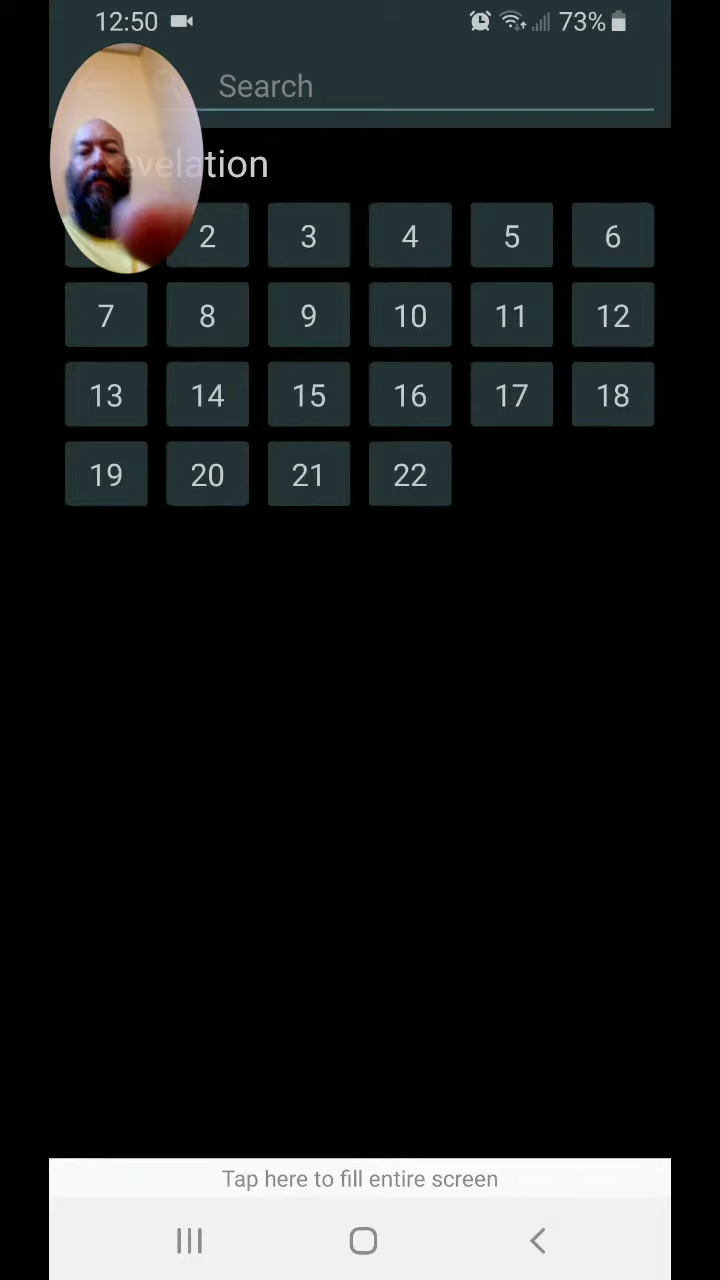 12:50 73%
Search
evelation
2 3 4 5 6
7 8 9 10 11 12
13 14 15 16 17 18
19 20 21 22
Tap here to fill entire screen